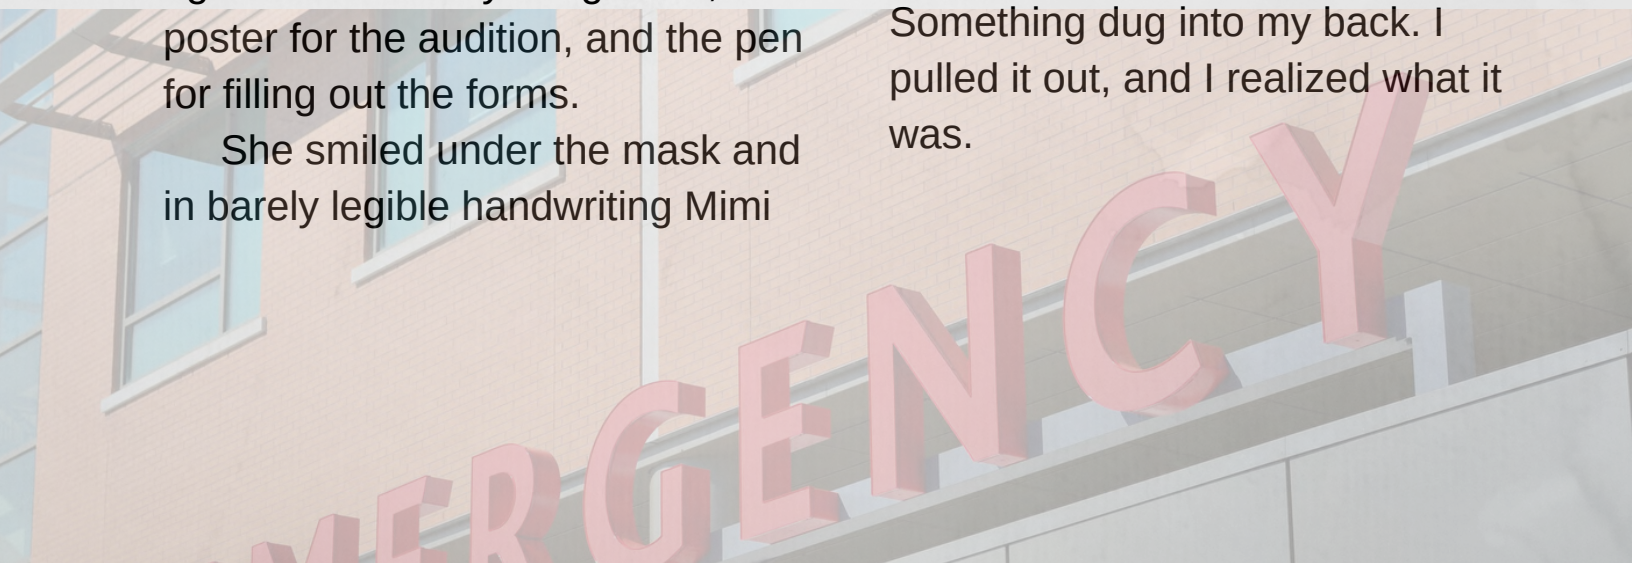 poster for the audition, and the pen
for filling out the forms.
She smiled under the mask and
in barely legible handwriting Mimi
Something dug into my back. I
pulled it out, and I realized what it
was.
EMERGENCY